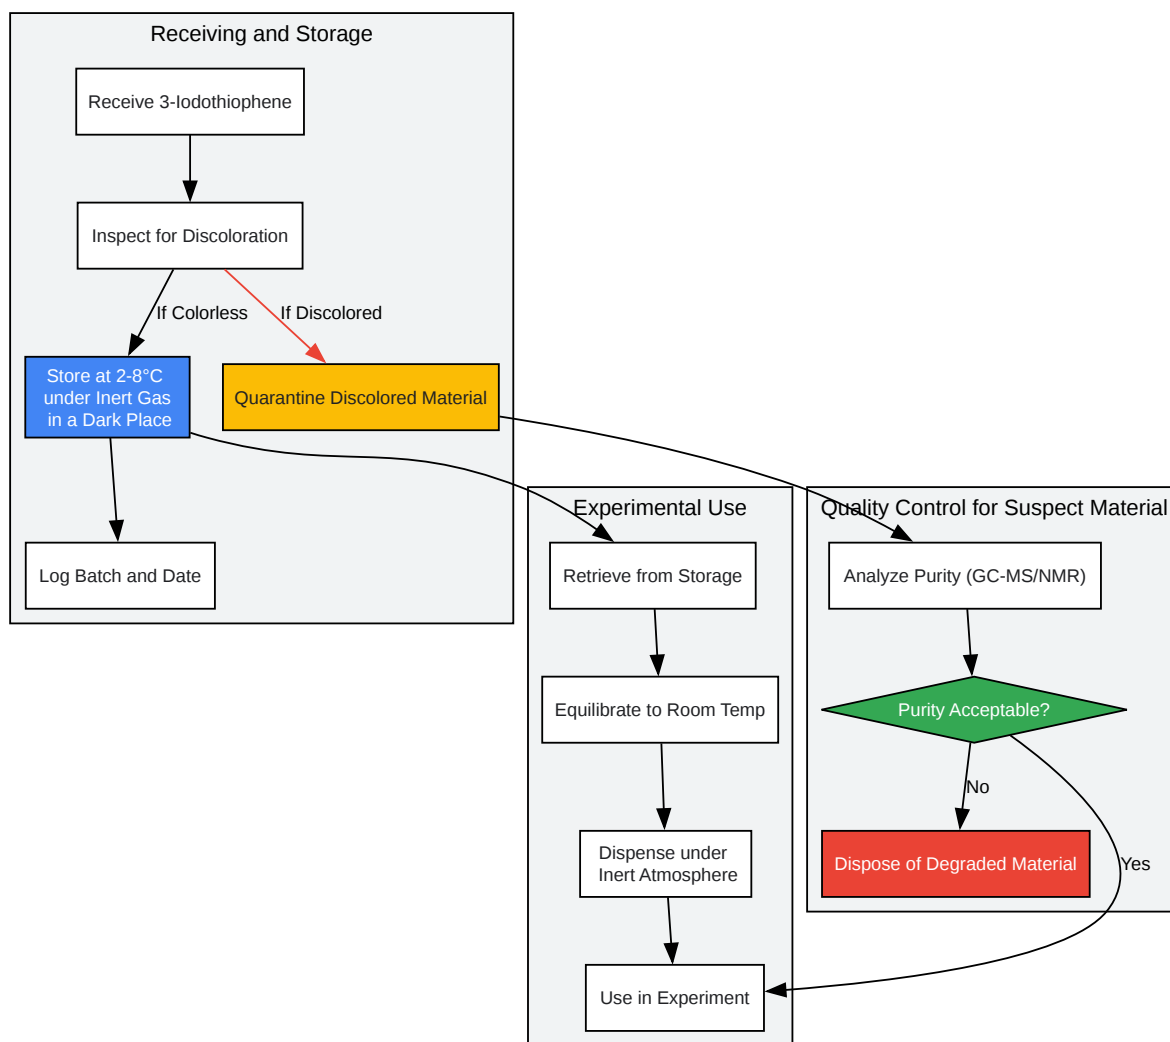 Receiving and Storage
Receive 3-Iodothiophene
Inspect for Discoloration
If Colorless
If Discolored
Store at 2-8°C
under Inert Gas
in a Dark Place
Quarantine Discolored Material
Log Batch and Date
Experimental Use
Retrieve from Storage
Equilibrate to Room Temp
Dispense under
Inert Atmosphere
Use in Experiment
Quality Control for Suspect Material
Analyze Purity (GC-MS/NMR)
Purity Acceptable?
No
Yes
Dispose of Degraded Material